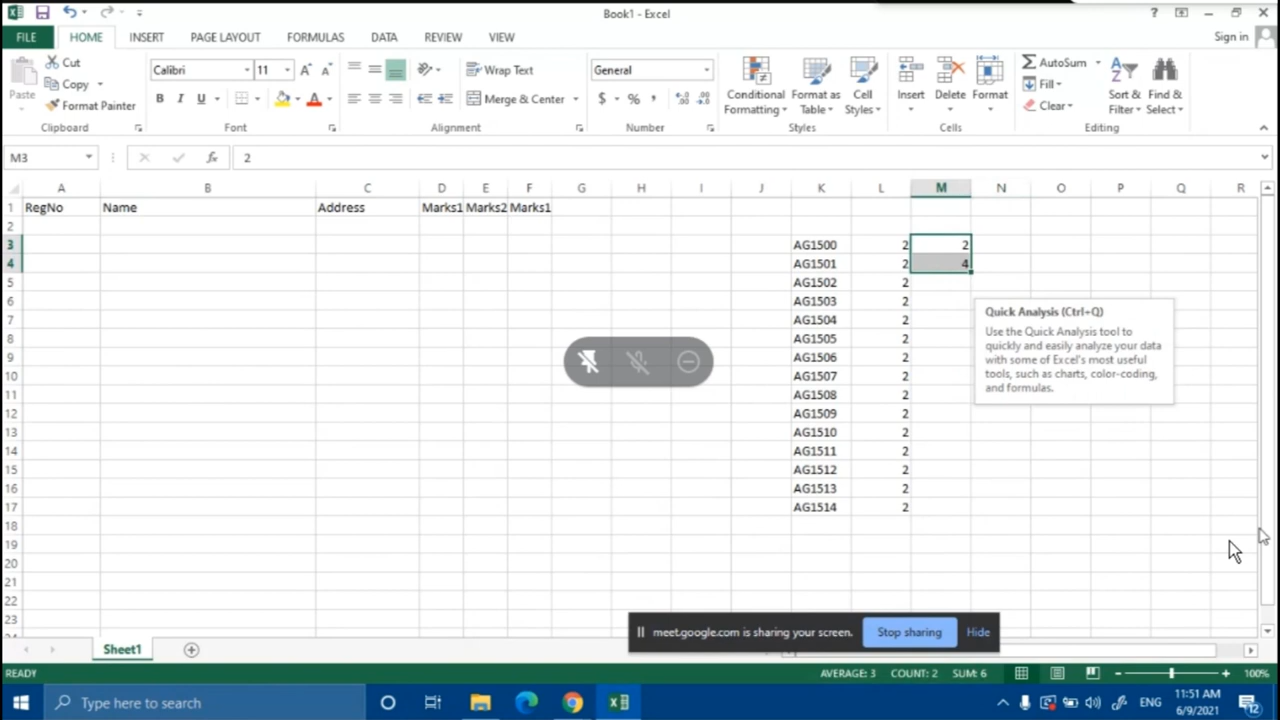 Book1 - Excel
?
FILE HOME INSERT PAGE LAYOUT FORMULAS DATA REVIEW VIEW Sign in
Paste
Cut
Copy
Format Painter
Clipboard
Calibri 11
B I U
Font
Wrap Text
Merge & Center
Alignment
General
$ % ,
Number
Conditional Formatting
Format as Table
Cell Styles
Styles
Insert
Delete
Format
Cells
AutoSum
Fill
Clear
Sort & Filter
Find & Select
Editing
M3 fx 2
A B C D E F G H I J K L M N O P Q R
1 RegNo Name Address Marks1 Marks2 Marks1
2
3 AG1500 2 2
4 AG1501 2 4
5 AG1502 2
6 AG1503 2
7 AG1504 2
8 AG1505 2
9 AG1506 2
10 AG1507 2
11 AG1508 2
12 AG1509 2
13 AG1510 2
14 AG1511 2
15 AG1512 2
16 AG1513 2
17 AG1514 2
18
19
20
21
22
23
Quick Analysis (Ctrl+Q)
Use the Quick Analysis tool to
quickly and easily analyze your data
with some of Excel's most useful
tools, such as charts, color-coding,
and formulas.
meet.google.com is sharing your screen. Stop sharing Hide
Sheet1
READY AVERAGE: 3 COUNT: 2 SUM: 6 100%
Type here to search
ENG
11:51 AM
6/9/2021
12